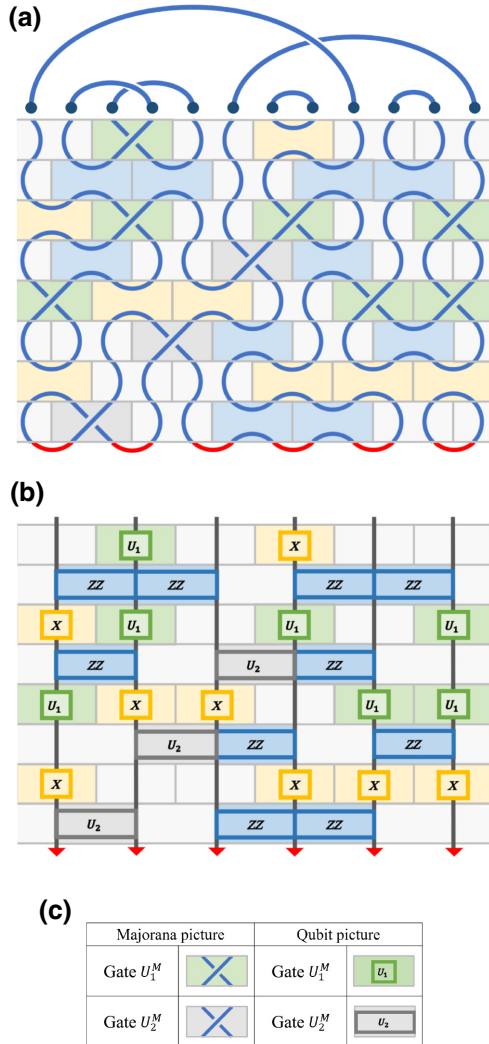 (a)
(b)
U₁ X
ZZ ZZ ZZ ZZ
X U₁ U₁ U₁
ZZ U₂ ZZ
U₁ X X U₁ U₁
U₂ ZZ ZZ
X X X X
U₂ ZZ ZZ
(c)
Majorana picture Qubit picture
Gate U₁ᴹ Gate U₁ᴹ U₁
Gate U₂ᴹ Gate U₂ᴹ U₂